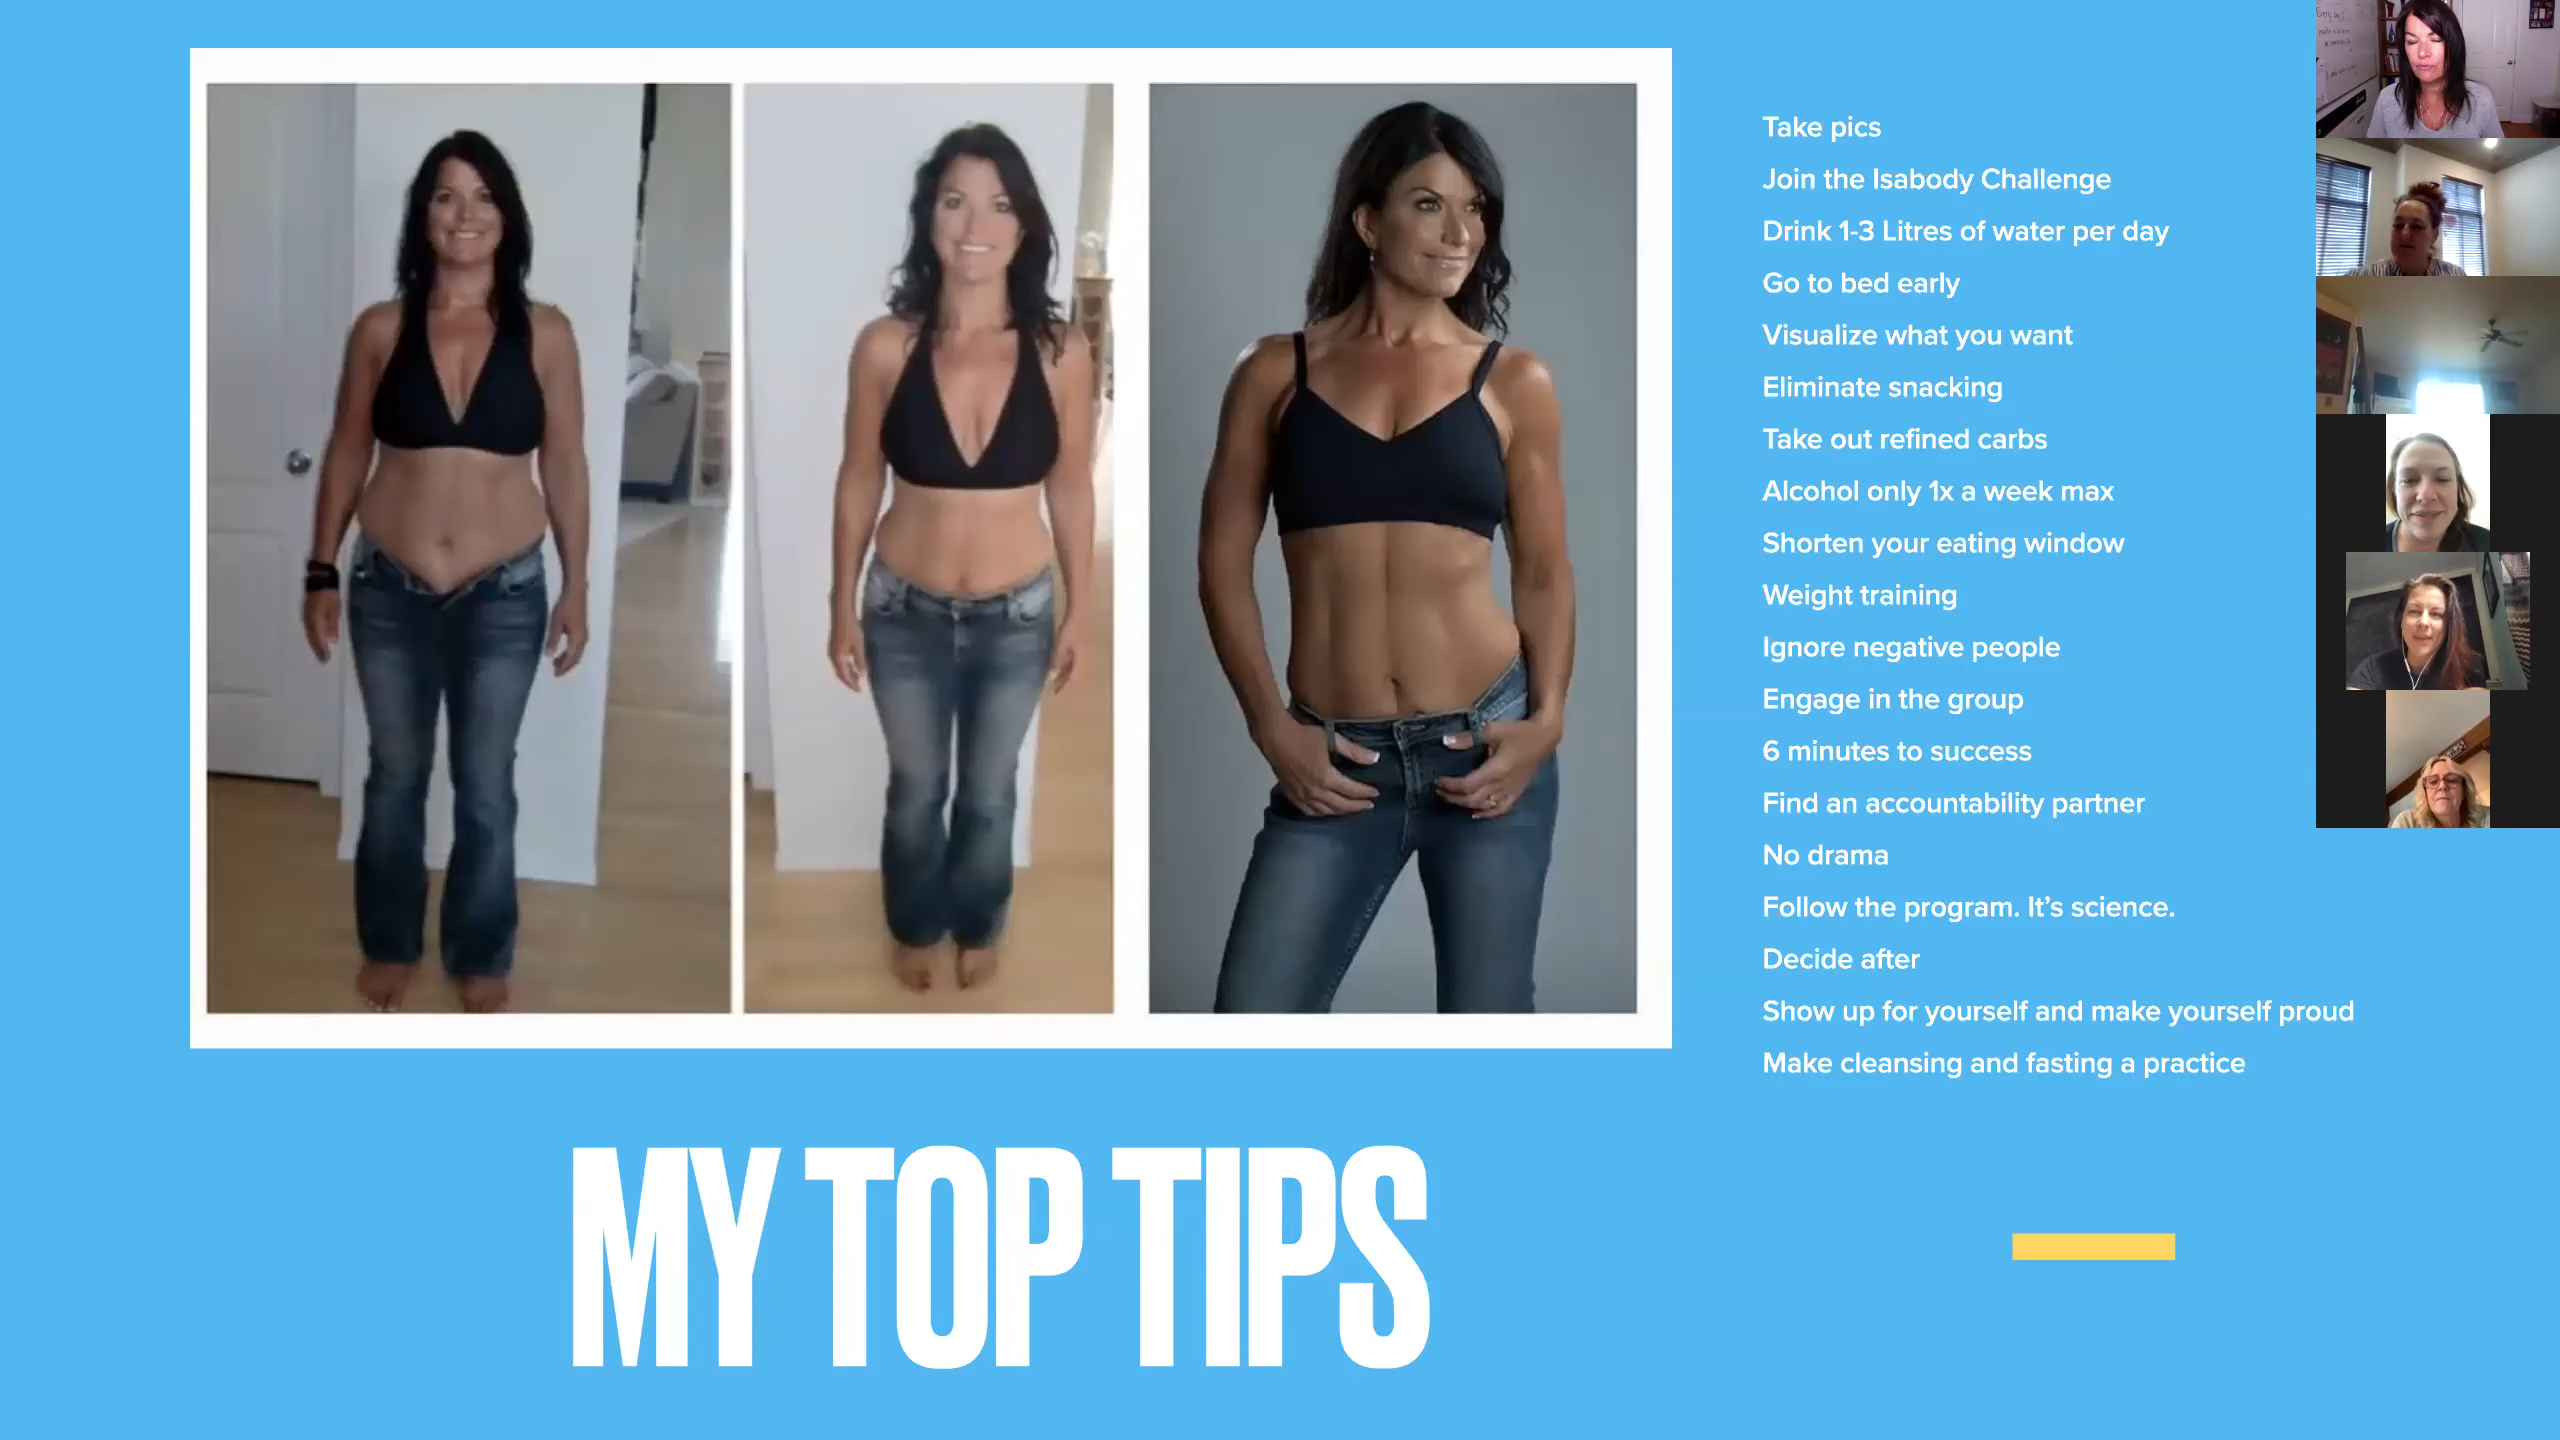 Take pics
Join the Isabody Challenge
Drink 1-3 Litres of water per day
Go to bed early
Visualize what you want
Eliminate snacking
Take out refined carbs
Alcohol only 1x a week max
Shorten your eating window
Weight training
Ignore negative people
Engage in the group
6 minutes to success
Find an accountability partner
No drama
Follow the program. It's science.
Decide after
Show up for yourself and make yourself proud
Make cleansing and fasting a practice
MY TOP TIPS